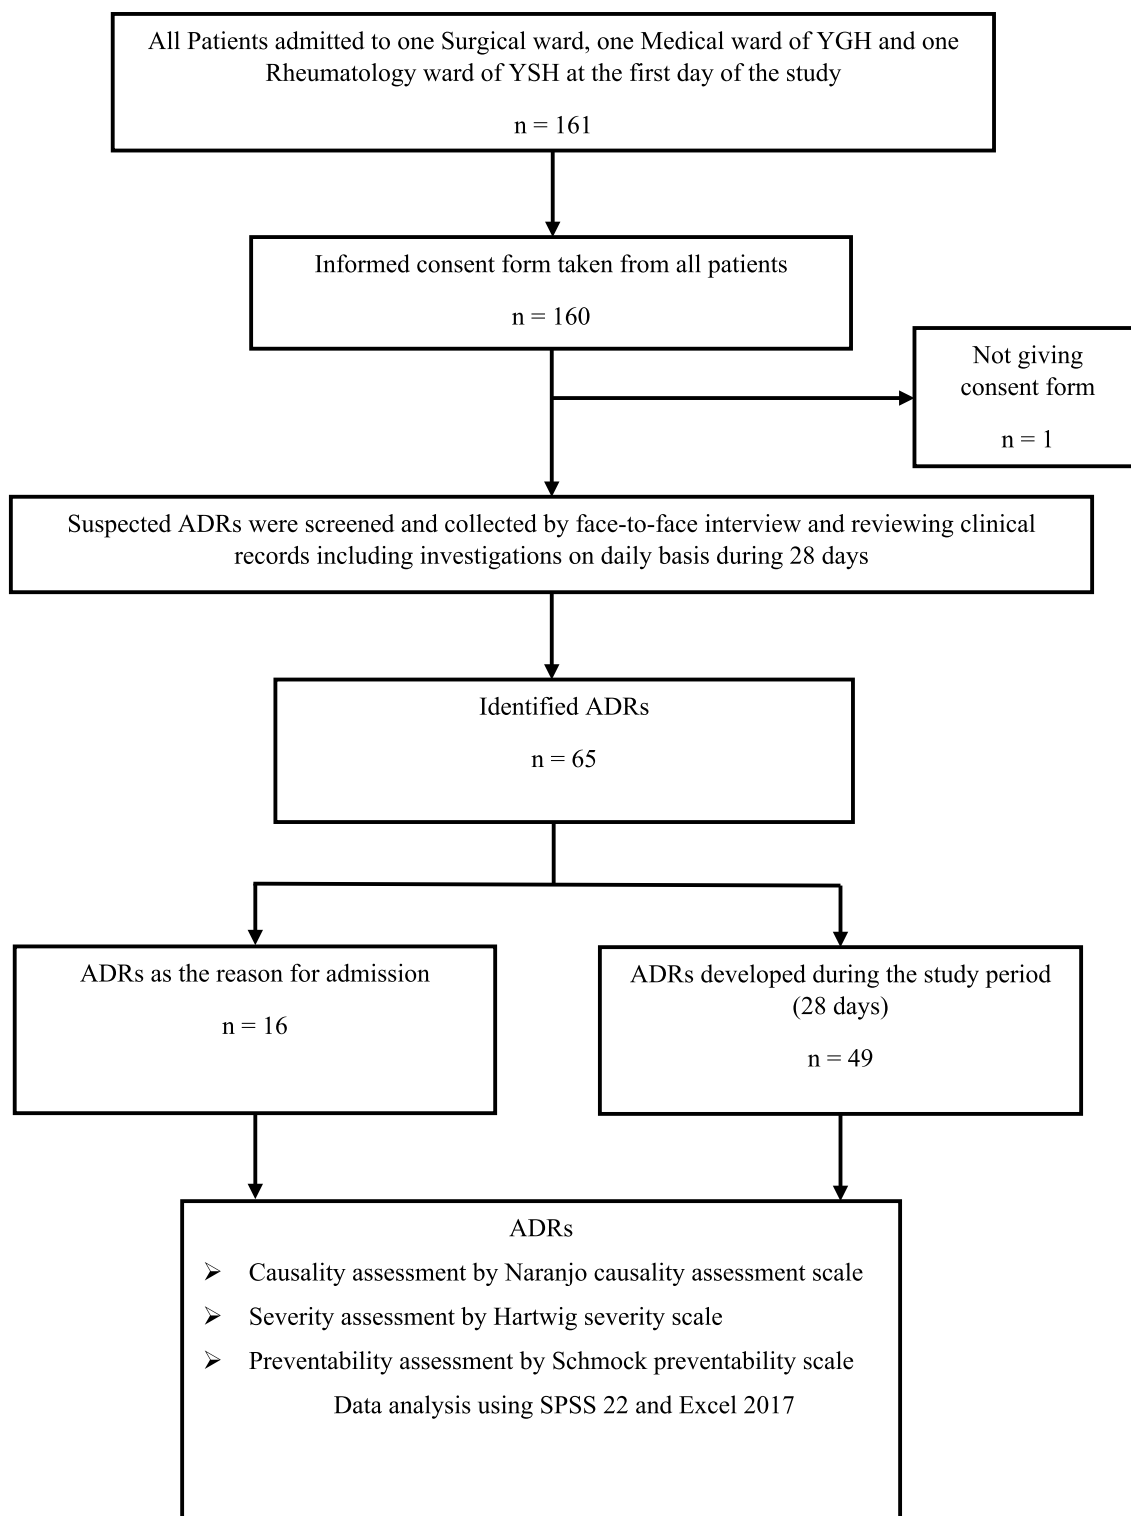 All Patients admitted to one Surgical ward, one Medical ward of YGH and one
Rheumatology ward of YSH at the first day of the study
n = 161
Informed consent form taken from all patients
n = 160
Not giving
consent form
n = 1
Suspected ADRs were screened and collected by face-to-face interview and reviewing clinical
records including investigations on daily basis during 28 days
Identified ADRs
n = 65
ADRs as the reason for admission
n = 16
ADRs developed during the study period
(28 days)
n = 49
ADRs
➢ Causality assessment by Naranjo causality assessment scale
➢ Severity assessment by Hartwig severity scale
➢ Preventability assessment by Schmock preventability scale
Data analysis using SPSS 22 and Excel 2017